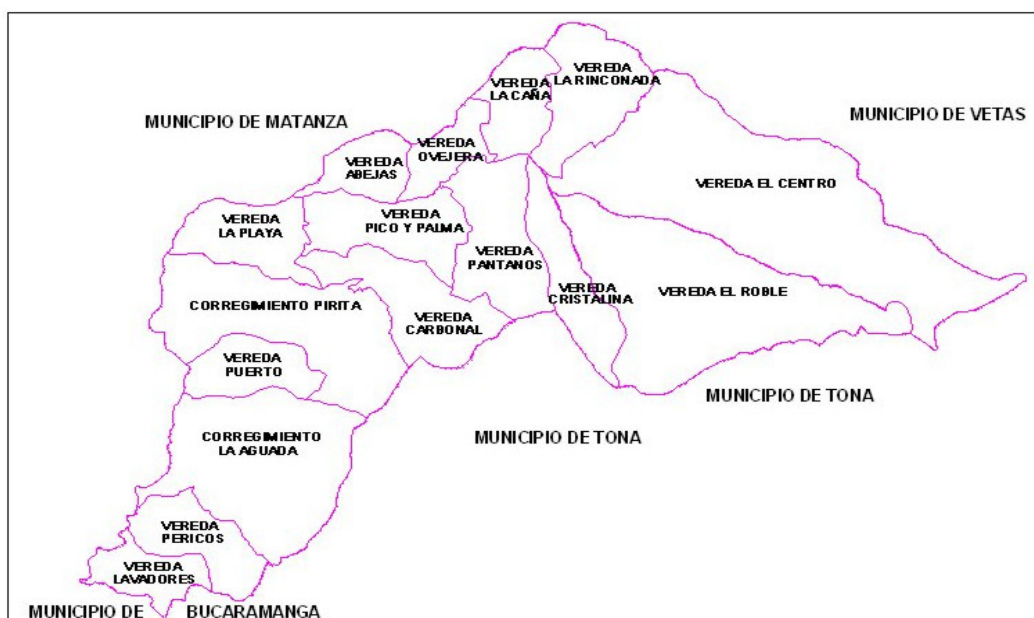 VEREDA
LA RINCONADA
VEREDA
LA CAÑA
MUNICIPIO DE VETAS
MUNICIPIO DE MATANZA
VEREDA
OVEJERA
VEREDA
ABEJAS
VEREDA EL CENTRO
VEREDA
LA PLAYA
VEREDA
PICO Y PALMA
VEREDA
PANTANOS
VEREDA
CRISTALINA
VEREDA EL ROBLE
CORREGIMIENTO PIRITA
VEREDA
CARBONAL
VEREDA
PUERTO
MUNICIPIO DE TONA
MUNICIPIO DE TONA
CORREGIMIENTO
LA AGUADA
VEREDA
PERICOS
VEREDA
LAVADORES
MUNICIPIO DE BUCARAMANGA